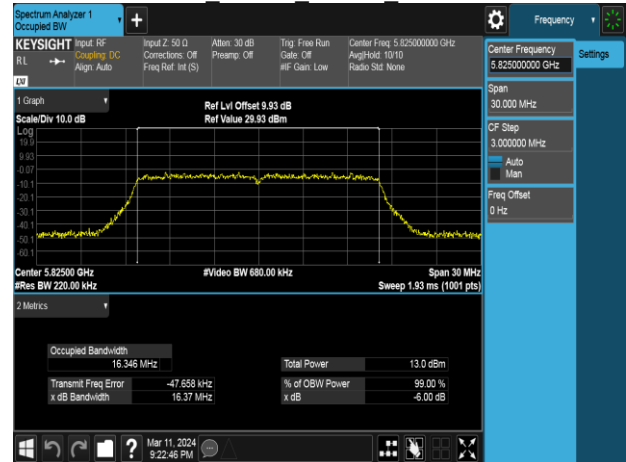 Spectrum Analyzer 1
Occupied BW
Frequency
KEYSIGHT
Input: RF
Coupling: DC
Align: Auto
Input Z: 50 Ω
Corrections: Off
Freq Ref: Int (S)
Atten: 30 dB
Preamp: Off
Trig: Free Run
Gate: Off
#IF Gain: Low
Center Freq: 5.825000000 GHz
Avg|Hold: 10/10
Radio Std: None
RL
LXI
Center Frequency
5.825000000 GHz
Settings
Span
30.000 MHz
CF Step
3.000000 MHz
Auto
Man
Freq Offset
0 Hz
1 Graph
Scale/Div 10.0 dB
Ref Lvl Offset 9.93 dB
Ref Value 29.93 dBm
Log
19.9
9.93
-0.07
-10.1
-20.1
-30.1
-40.1
-50.1
-60.1
Center 5.82500 GHz
#Video BW 680.00 kHz
Span 30 MHz
#Res BW 220.00 kHz
Sweep 1.93 ms (1001 pts)
2 Metrics
Occupied Bandwidth
16.346 MHz
Total Power 13.0 dBm
Transmit Freq Error -47.658 kHz
% of OBW Power 99.00 %
x dB Bandwidth 16.37 MHz
x dB -6.00 dB
Mar 11, 2024
9:22:46 PM